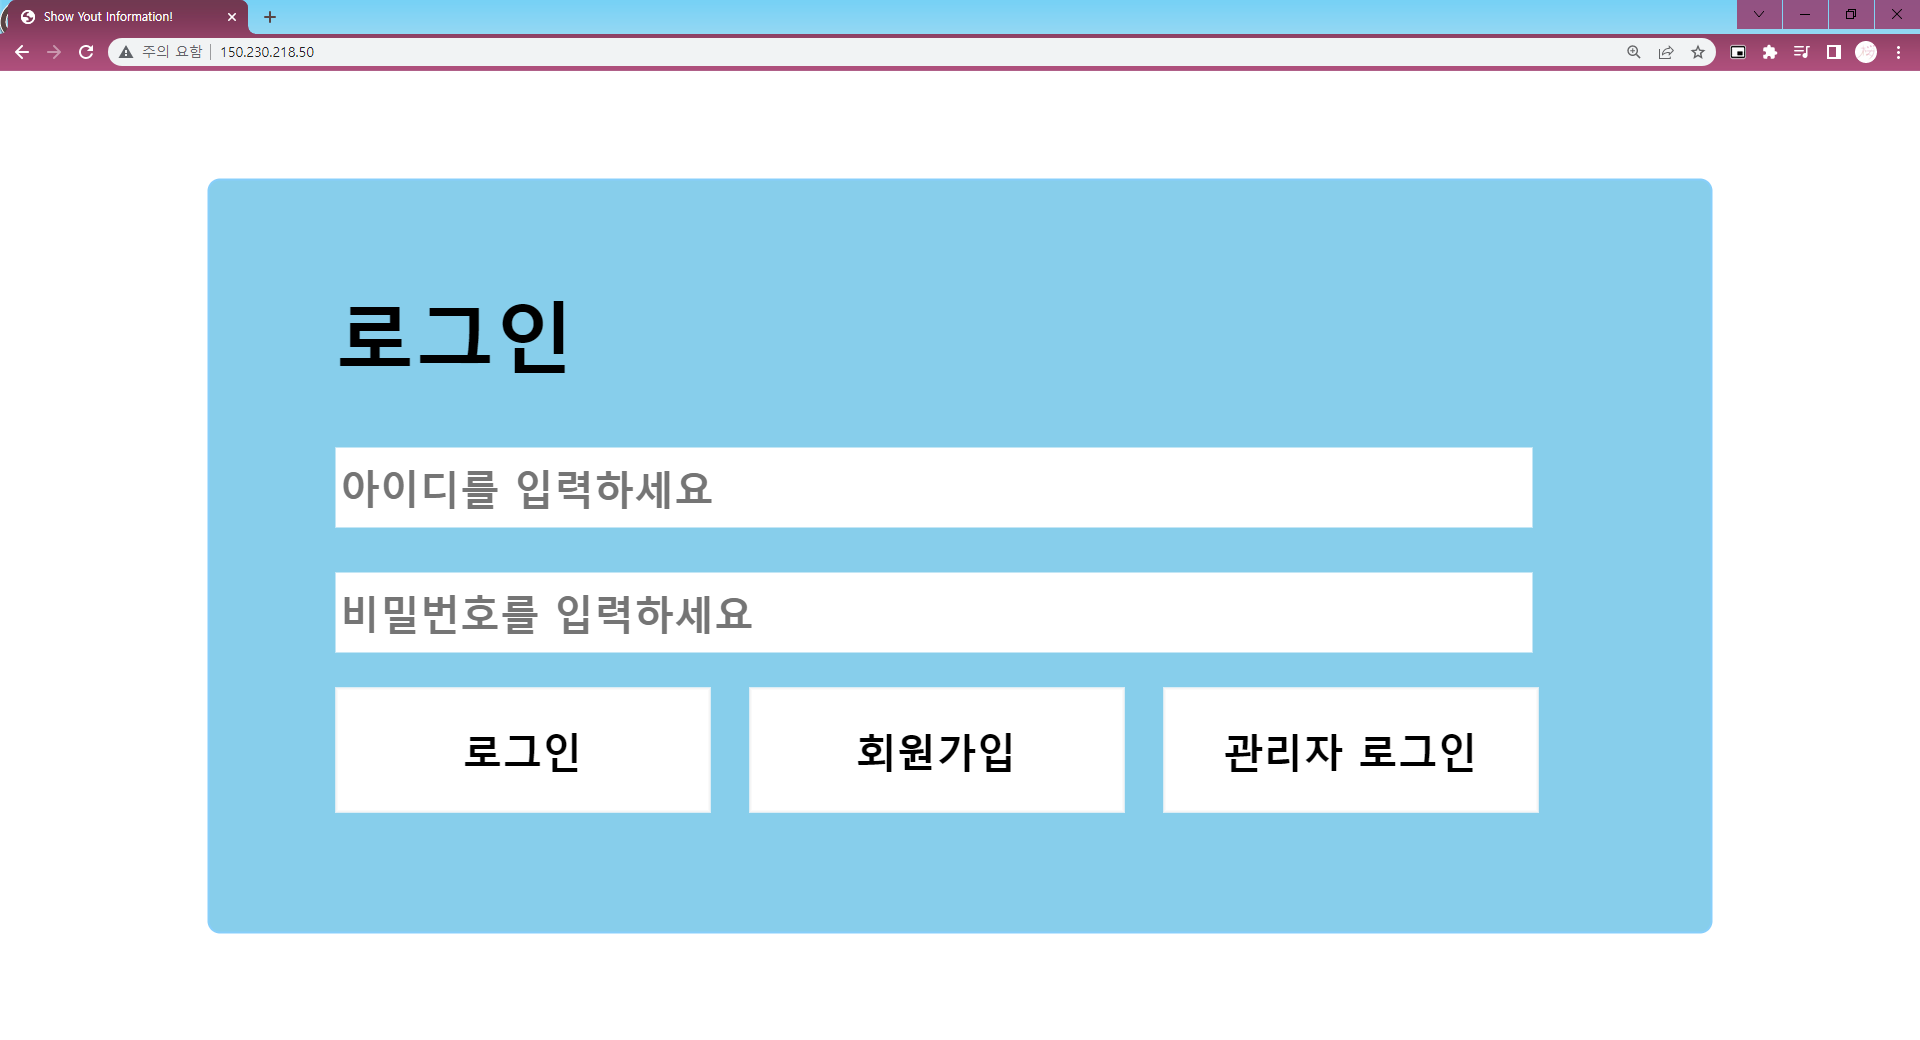 Show Yout Information!
주의 요함 150.230.218.50
로그인
아이디를 입력하세요
비밀번호를 입력하세요
로그인 회원가입 관리자 로그인